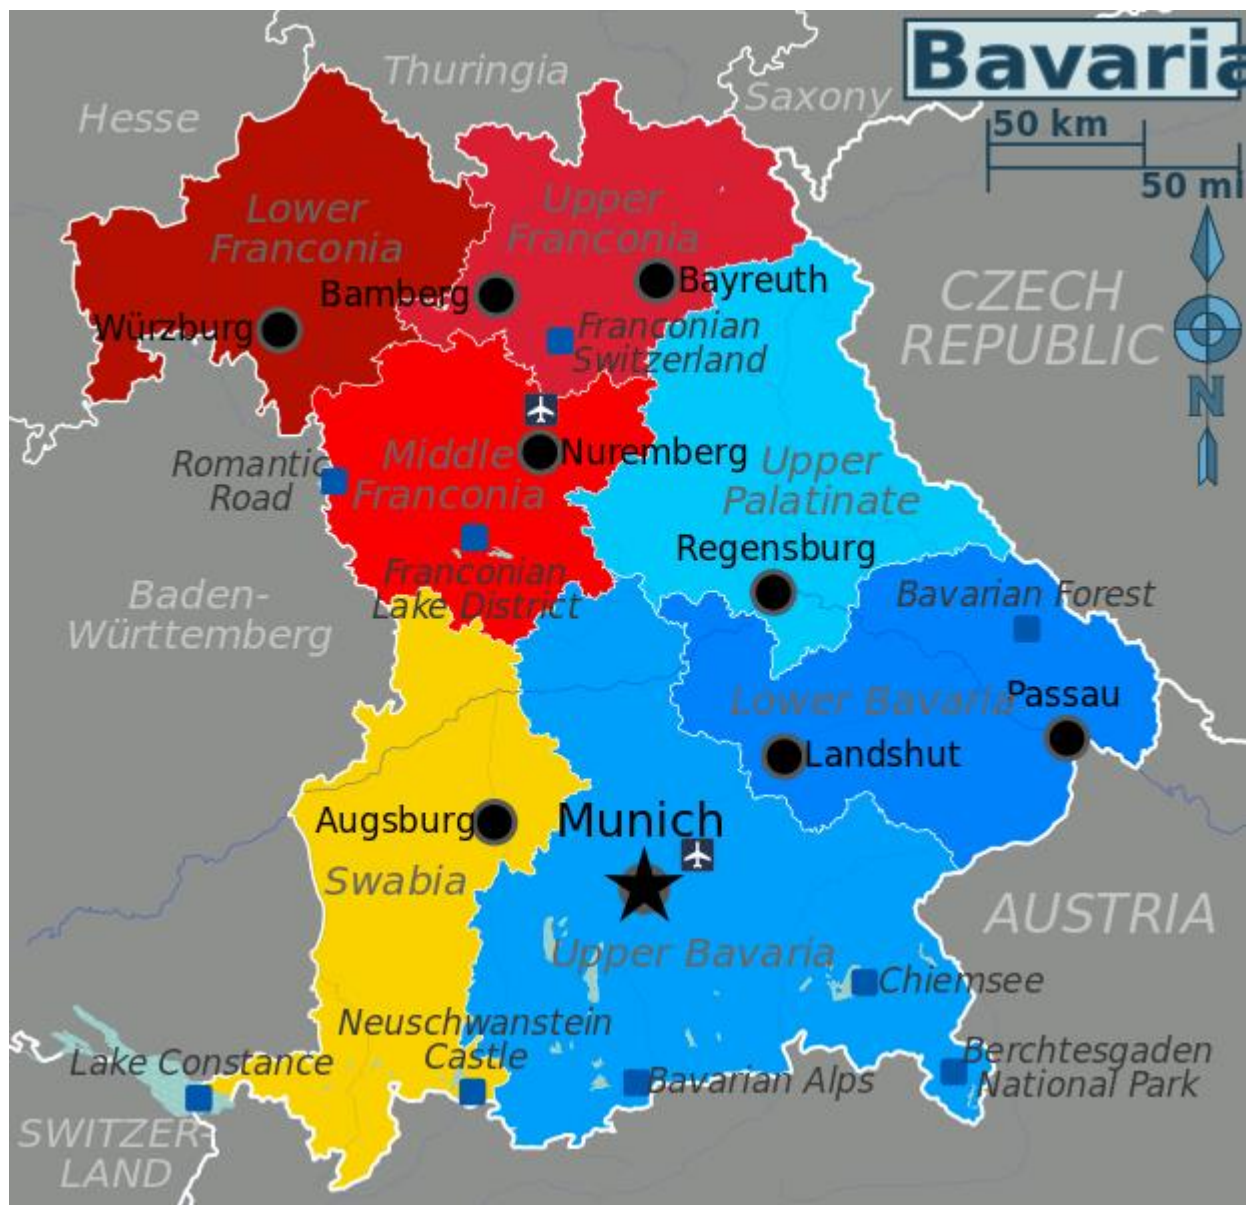 Bavaria
Thuringia
Saxony
Hesse
50 km
50 mi
Lower
Franconia
Upper
Franconia
Bamberg
Bayreuth
CZECH
REPUBLIC
Würzburg
Franconian
Switzerland
N
Romantic
Road
Middle
Franconia
Nuremberg
Upper
Palatinate
Regensburg
Franconian
Lake District
Baden-
Württemberg
Bavarian Forest
Lower Bavaria
Passau
Landshut
Augsburg
Munich
Swabia
AUSTRIA
Upper Bavaria
Chiemsee
Neuschwanstein
Castle
Lake Constance
Bavarian Alps
Berchtesgaden
National Park
SWITZER-
LAND